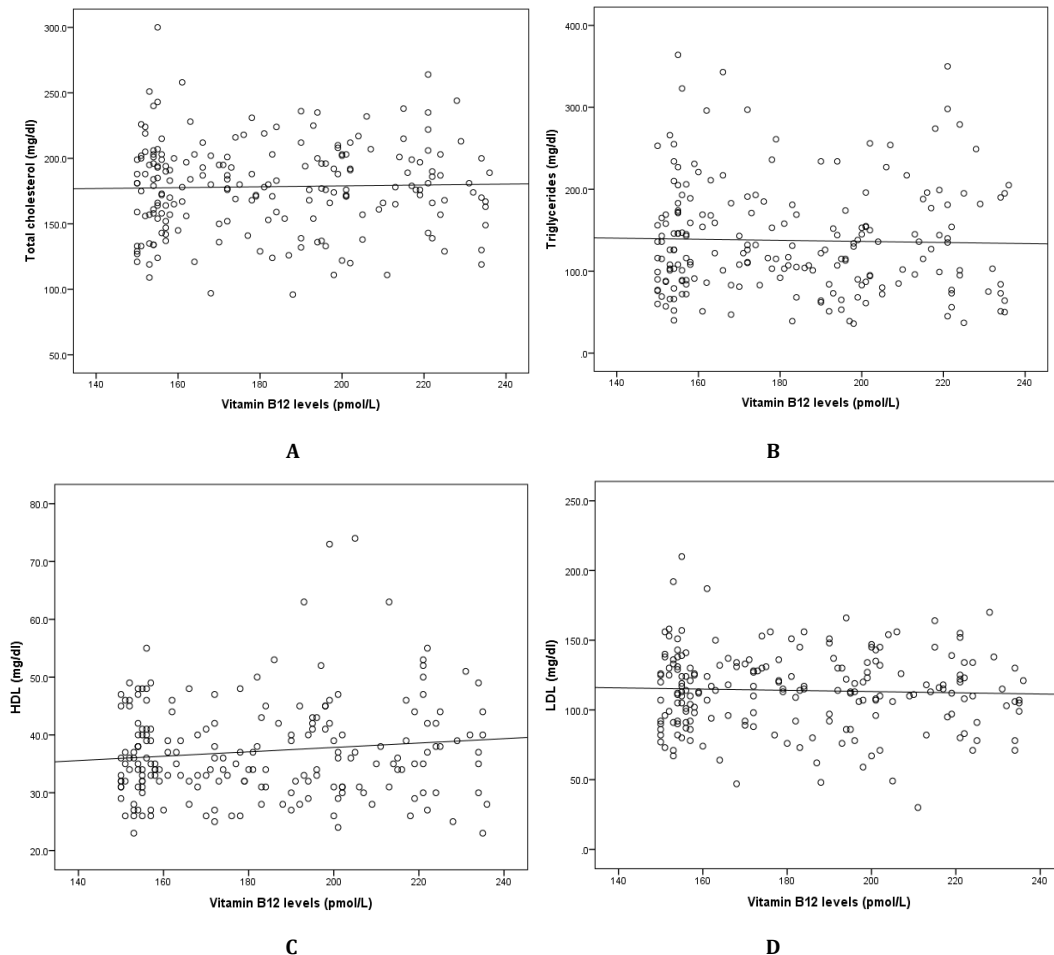 300.0
250.0
200.0
150.0
100.0
50.0
Total cholesterol (mg/dl)
140 160 180 200 220 240
Vitamin B12 levels (pmol/L)
A
400.0
300.0
200.0
100.0
.0
Triglycerides (mg/dl)
140 160 180 200 220 240
Vitamin B12 levels (pmol/L)
B
80.0
70.0
60.0
50.0
40.0
30.0
20.0
HDL (mg/dl)
140 160 180 200 220 240
Vitamin B12 levels (pmol/L)
C
250.0
200.0
150.0
100.0
50.0
.0
LDL (mg/dl)
140 160 180 200 220 240
Vitamin B12 levels (pmol/L)
D